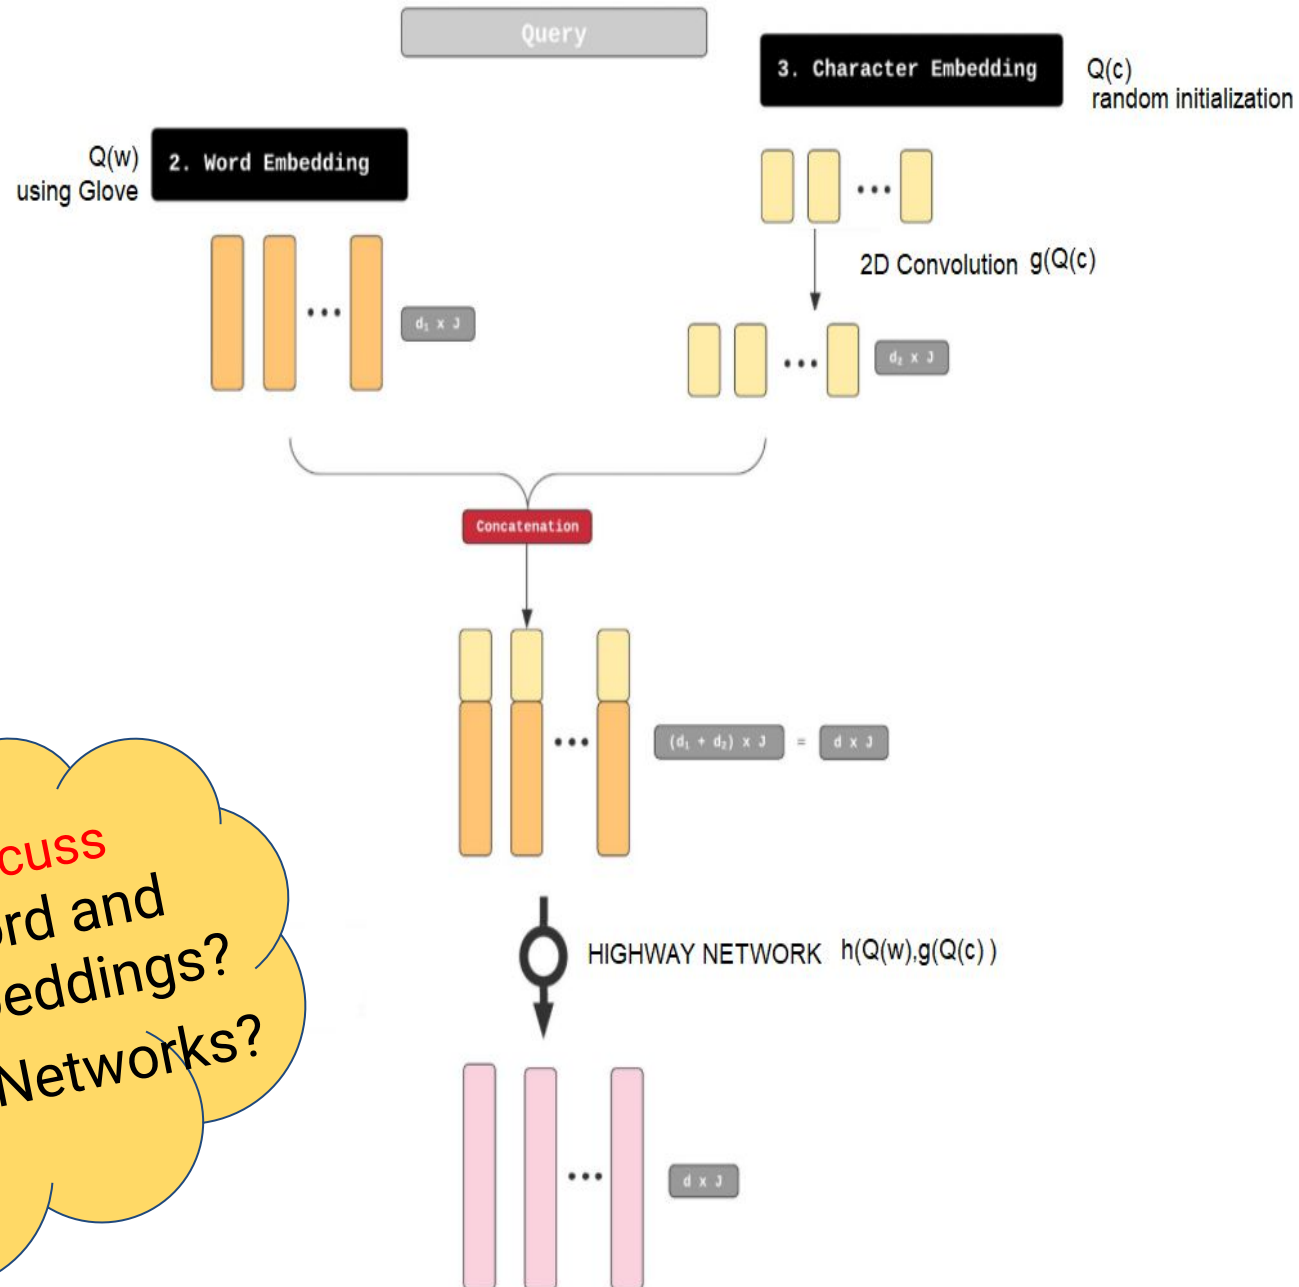 Query
3. Character Embedding
Q(c)
random initialization
Q(w)
using Glove
2. Word Embedding
2D Convolution g(Q(c)
d₁ x J
d₂ x J
Concatenation
(d₁ + d₂) x J = d x J
cuss
rd and
eddings?
Networks?
HIGHWAY NETWORK h(Q(w),g(Q(c) )
d x J